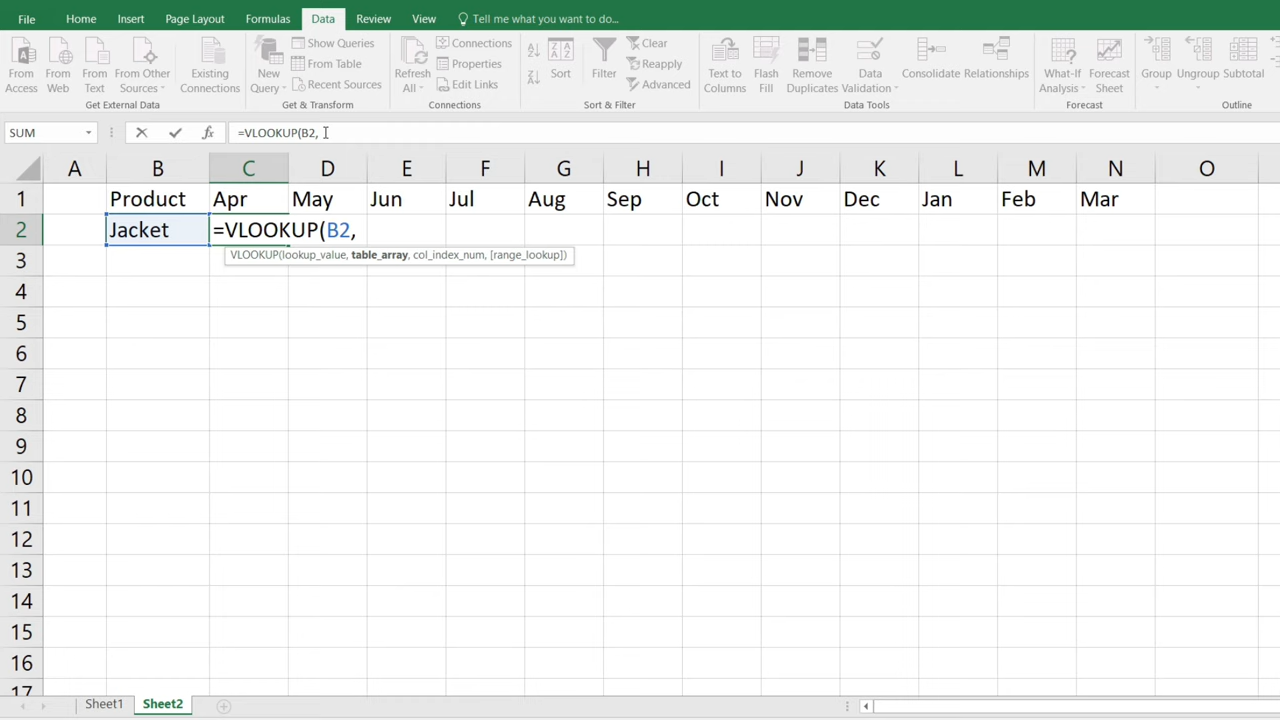 File Home Insert Page Layout Formulas Data Review View Tell me what you want to do...
From Access
From Web
From Text
From Other Sources
Existing Connections
Get External Data
New Query
Show Queries
From Table
Recent Sources
Get & Transform
Refresh All
Connections
Properties
Edit Links
Connections
Sort
Filter
Clear
Reapply
Advanced
Sort & Filter
Text to Columns
Flash Fill
Remove Duplicates
Data Validation
Consolidate
Relationships
Data Tools
What-If Analysis
Forecast Sheet
Forecast
Group
Ungroup
Subtotal
Outline
SUM fx =VLOOKUP(B2,
A B C D E F G H I J K L M N O
1 Product Apr May Jun Jul Aug Sep Oct Nov Dec Jan Feb Mar
2 Jacket =VLOOKUP(B2,
VLOOKUP(lookup_value, table_array, col_index_num, [range_lookup])
3
4
5
6
7
8
9
10
11
12
13
14
15
16
17
Sheet1 Sheet2